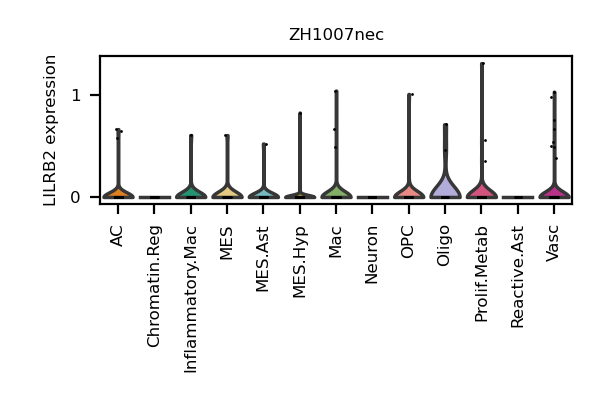 ZH1007nec
LILRB2 expression
1
0
AC
Chromatin.Reg
Inflammatory.Mac
MES
MES.Ast
MES.Hyp
Mac
Neuron
OPC
Oligo
Prolif.Metab
Reactive.Ast
Vasc